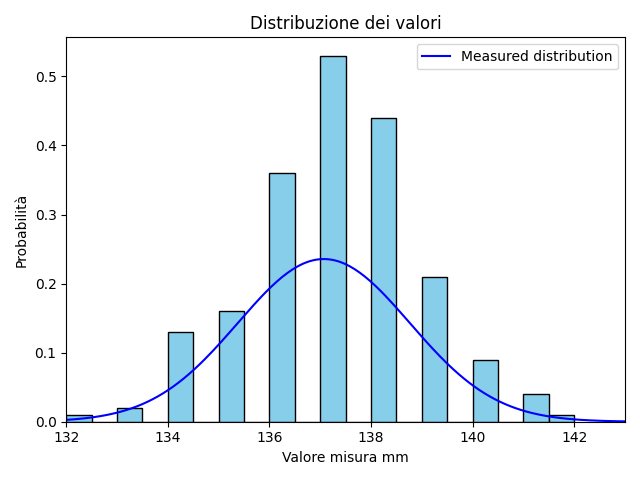 Distribuzione dei valori
Measured distribution
Probabilità
0.5
0.4
0.3
0.2
0.1
0.0
132 134 136 138 140 142
Valore misura mm